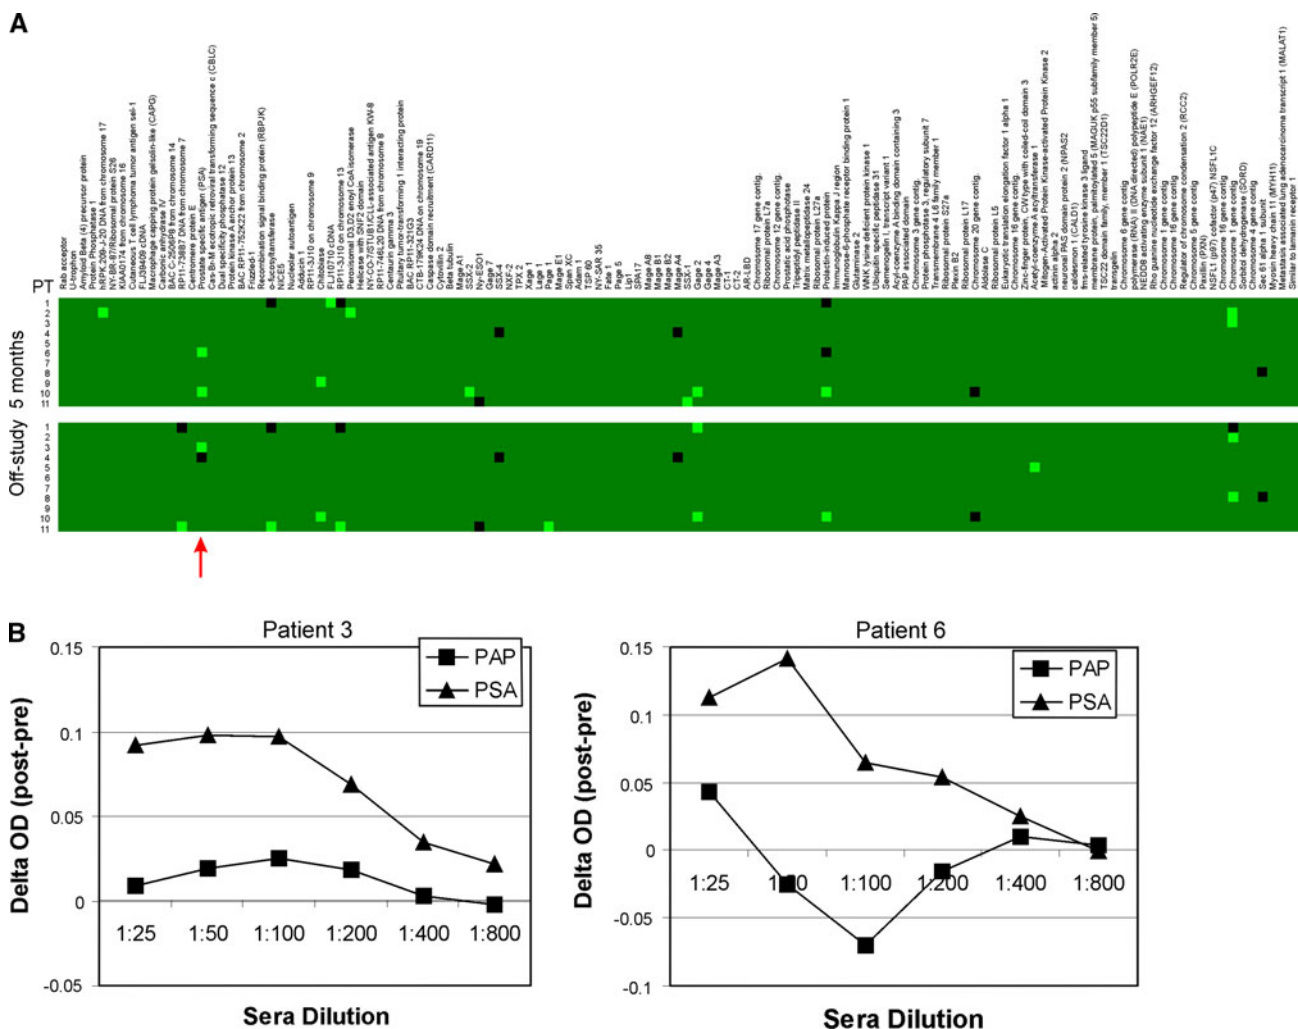 A
Rab acceptor
U-trophin
Amyloid Beta (4) precursor protein
Protein Phosphatase 1
hRPK.209-J-20 DNA from chromosome 17
NY-BR-87/Ribosomal protein S26
KIAA0174 from chromosome 16
Cutaneous T cell lymphoma tumor antigen sel-1
FLJ39409 cDNA
Macrophage capping protein gelsolin-like (CAPG)
Carbonic anhydrase IV
BAC C-2506P8 from chromosome 14
RP11-738B7 DNA from chromosome 7
Centromere protein E
Prostate specific antigen (PSA)
Cas-Br-M ecotropic retroviral transforming sequence c (CBLC)
Dual specificity phosphatase 12
Protein kinase A anchor protein 13
BAC RP11-752K22 from chromosome 2
Frizzled-1
Recombination signal binding protein (RBPJK)
α-fucosyltransferase
NICE5
Nucleolar autoantigen
Adducin 1
RP11-3J10 on chromosome 9
Chitobiase
FLJ10710 cDNA
RP11-3J10 on chromosome 13
Peroxisomal D3,D2 enoyl CoA isomerase
Helicase with SNF2 domain
NY-CO-7/STUB1/CLL-associated antigen KW-8
RP11-796L20 DNA from chromosome 8
Centaurin gamma 3
Pituitary tumor-transforming 1 interacting protein
BAC RP11-321G3
CTB-179K24 DNA on chromosome 19
Caspase domain recruitment (CARD11)
Cytovillin 2
Beta tubulin
Mage A1
Ny-ESO1
SSX-2
Gage 7
SSX-4
NXF-2
TPX 2
Xage 1
Lage 1
Page 1
Mage E1
Span XC
Adam 1
TSP 60
NY-SAR 35
Fate 1
Page 5
Lip 1
SPA17
Mage A8
Mage B1
Mage B2
Mage A4
SSX-1
Gage 2
Gage 4
Mage A3
CT-1
CT-2
AR-LBD
Chromosome 17 gene contig.
Ribosomal protein L7a
Chromosome 12 gene contig.
Prostatic acid phosphatase
Tripeptidyl peptidase II
Matrix metallopeptidase 24
Ribosomal protein L27a
Prolactin-induced protein
Immunoglobulin Kappa J region
Mannose-6-phosphate receptor binding protein 1
Glutaminase 2
WNK lysine deficient protein kinase 1
Ubiquitin specific peptidase 31
Semenogelin I, transcript variant 1
Acyl-coenzyme A binding domain containing 3
PAP associated domain
Chromosome 3 gene contig.
Protein phosphatase 1, regulatory subunit 7
Transmembrane 4 L6 family member 1
Ribosomal protein S27a
Plexin B2
Ribosomal protein L17
Chromosome 20 gene contig.
Aldolase C
Ribosomal protein L5
Eukaryotic translation elongation factor 1 alpha 1
Chromosome 16 gene contig.
Zinc-finger protein, CW type with coiled-coil domain 3
Acetyl-coenzyme A acyltransferase 1
Mitogen-Activated Protein Kinase-activated Protein Kinase 2
actinin alpha 2
neuronal PAS domain protein 2 (NPAS2
caldesmon 1 (CALD1)
fms-related tyrosine kinase 3 ligand
membrane protein, palmitoylated 5 (MAGUK p55 subfamily member 5)
TSC22 domain family, member 1 (TSC22D1)
transgelin
Chromosome 6 gene contig
polymerase (RNA) II (DNA directed) polypeptide E (POLR2E)
NEDD8 activating enzyme subunit 1 (NAE1)
Rho guanine nucleotide exchange factor 12 (ARHGEF12)
Chromosome 1 gene contig
Chromosome 16 gene contig
Regulator of chromosome condensation 2 (RCC2)
Chromosome 5 gene contig
Paxillin (PXN)
NSFL1 (p97) cofactor (p47) NSFL1C
Chromosome 16 gene contig
Chromosome 1 gene contig
Sorbitol dehydrogenase (SORD)
Chromosome 4 gene contig
Sec61 alpha 1 subunit
Myosin heavy chain 11 (MYH11)
Metastasis associated lung adenocarcinoma transcript 1 (MALAT1)
Similar to laminin receptor 1
PT
5 months
1
2
3
4
5
6
7
8
9
10
11
Off-study
1
2
3
4
5
6
7
8
9
10
11
B
Patient 3
PAP
PSA
0.15
0.1
0.05
0
-0.05
Delta OD (post-pre)
1:25 1:50 1:100 1:200 1:400 1:800
Sera Dilution
Patient 6
PAP
PSA
0.15
0.1
0.05
0
-0.05
-0.1
Delta OD (post-pre)
1:25 1:50 1:100 1:200 1:400 1:800
Sera Dilution